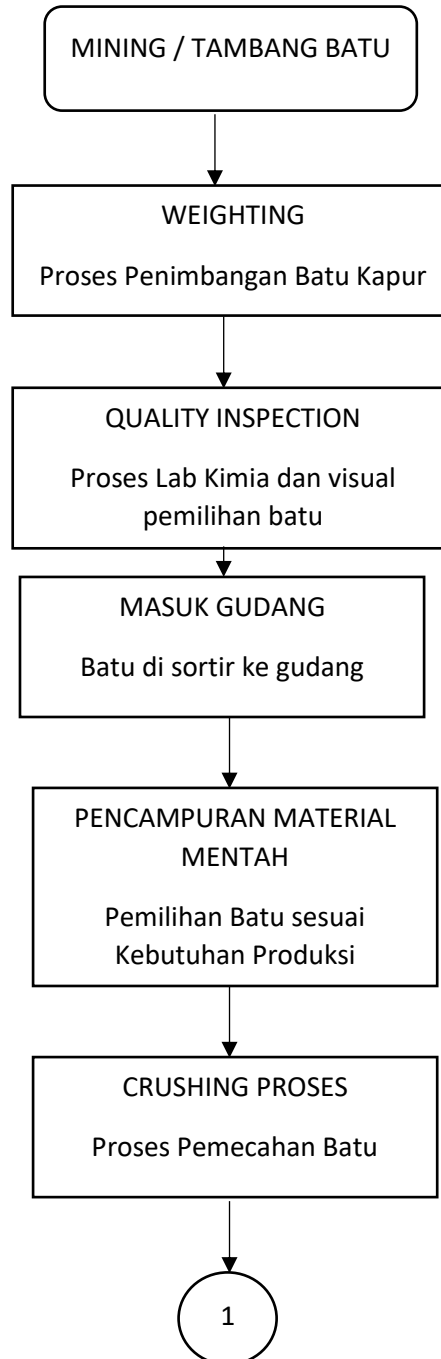 MINING / TAMBANG BATU
WEIGHTING
Proses Penimbangan Batu Kapur
QUALITY INSPECTION
Proses Lab Kimia dan visual
pemilihan batu
MASUK GUDANG
Batu di sortir ke gudang
PENCAMPURAN MATERIAL
MENTAH
Pemilihan Batu sesuai
Kebutuhan Produksi
CRUSHING PROSES
Proses Pemecahan Batu
1